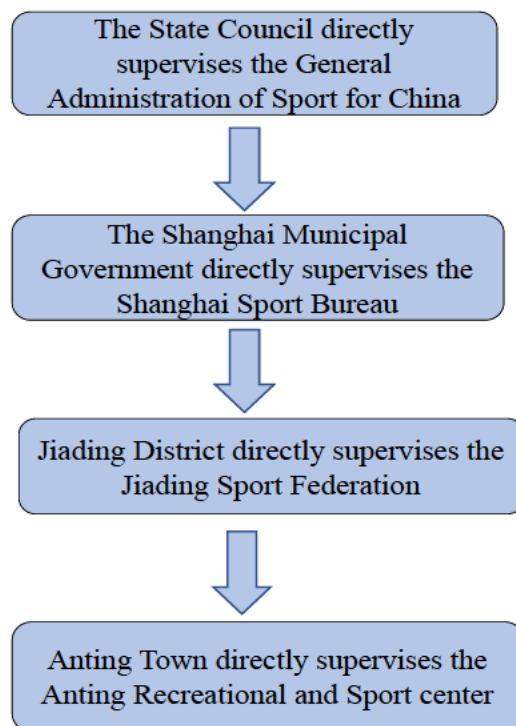 The State Council directly
supervises the General
Administration of Sport for China
The Shanghai Municipal
Government directly supervises the
Shanghai Sport Bureau
Jiading District directly supervises the
Jiading Sport Federation
Anting Town directly supervises the
Anting Recreational and Sport center